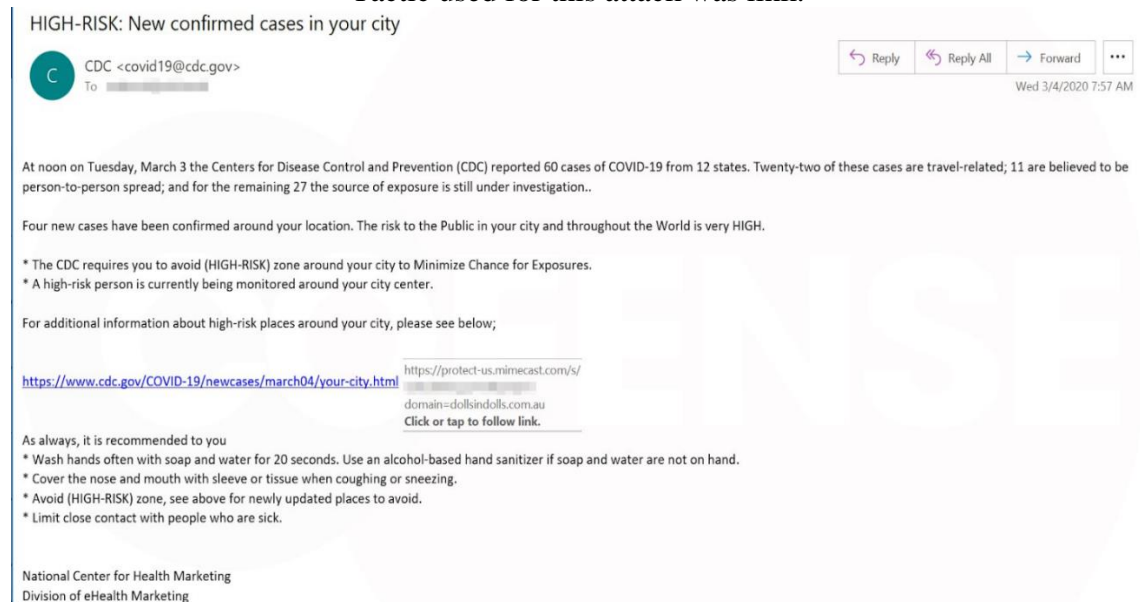 Tactic used for this attack was link.
HIGH-RISK: New confirmed cases in your city
C
CDC <covid19@cdc.gov>
To
Reply
Reply All
Forward
Wed 3/4/2020 7:57 AM
At noon on Tuesday, March 3 the Centers for Disease Control and Prevention (CDC) reported 60 cases of COVID-19 from 12 states. Twenty-two of these cases are travel-related; 11 are believed to be
person-to-person spread; and for the remaining 27 the source of exposure is still under investigation..
Four new cases have been confirmed around your location. The risk to the Public in your city and throughout the World is very HIGH.
* The CDC requires you to avoid (HIGH-RISK) zone around your city to Minimize Chance for Exposures.
* A high-risk person is currently being monitored around your city center.
For additional information about high-risk places around your city, please see below;
https://protect-us.mimecast.com/s/
https://www.cdc.gov/COVID-19/newcases/march04/your-city.html
domain=dollsindolls.com.au
Click or tap to follow link.
As always, it is recommended to you
* Wash hands often with soap and water for 20 seconds. Use an alcohol-based hand sanitizer if soap and water are not on hand.
* Cover the nose and mouth with sleeve or tissue when coughing or sneezing.
* Avoid (HIGH-RISK) zone, see above for newly updated places to avoid.
* Limit close contact with people who are sick.
National Center for Health Marketing
Division of eHealth Marketing
COFENSE